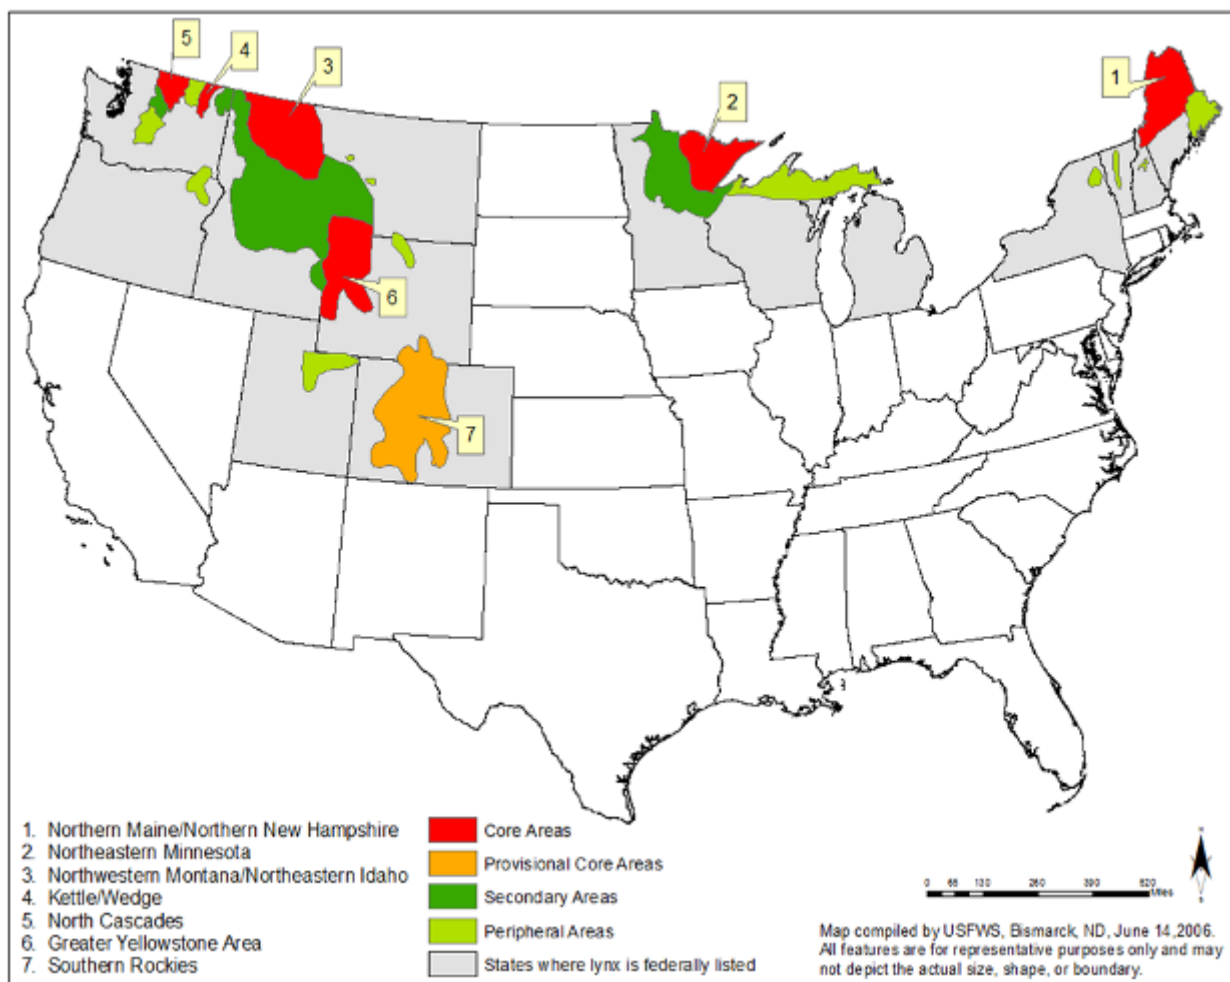 5
4
3
2
1
6
7
1. Northern Maine/Northern New Hampshire
2. Northeastern Minnesota
3. Northwestern Montana/Northeastern Idaho
4. Kettle/Wedge
5. North Cascades
6. Greater Yellowstone Area
7. Southern Rockies
Core Areas
Provisional Core Areas
Secondary Areas
Peripheral Areas
States where lynx is federally listed
N
S
0 65 130 260 390 520
Miles
Map compiled by USFWS, Bismarck, ND, June 14,2006.
All features are for representative purposes only and may
not depict the actual size, shape, or boundary.